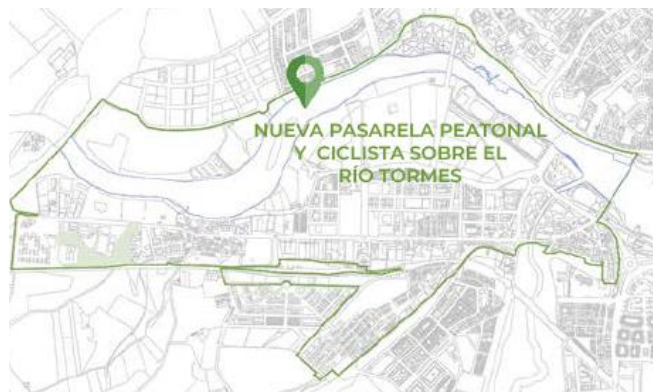 NUEVA PASARELA PEATONAL
Y CICLISTA SOBRE EL
RÍO TORMES